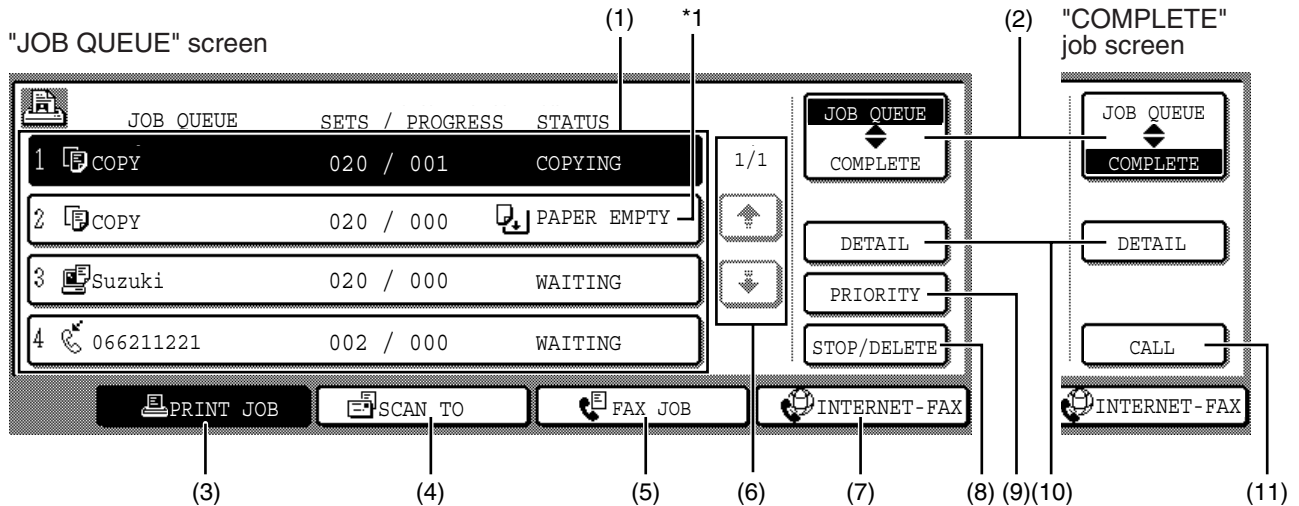 (1) *1 (2) "COMPLETE"
"JOB QUEUE" screen job screen
JOB QUEUE SETS / PROGRESS STATUS JOB QUEUE JOB QUEUE
1 COPY 020 / 001 COPYING 1/1 COMPLETE COMPLETE
2 COPY 020 / 000 PAPER EMPTY DETAIL DETAIL
3 Suzuki 020 / 000 WAITING PRIORITY
4 066211221 002 / 000 WAITING STOP/DELETE CALL
PRINT JOB SCAN TO FAX JOB INTERNET-FAX INTERNET-FAX
(3) (4) (5) (6) (7) (8) (9)(10) (11)